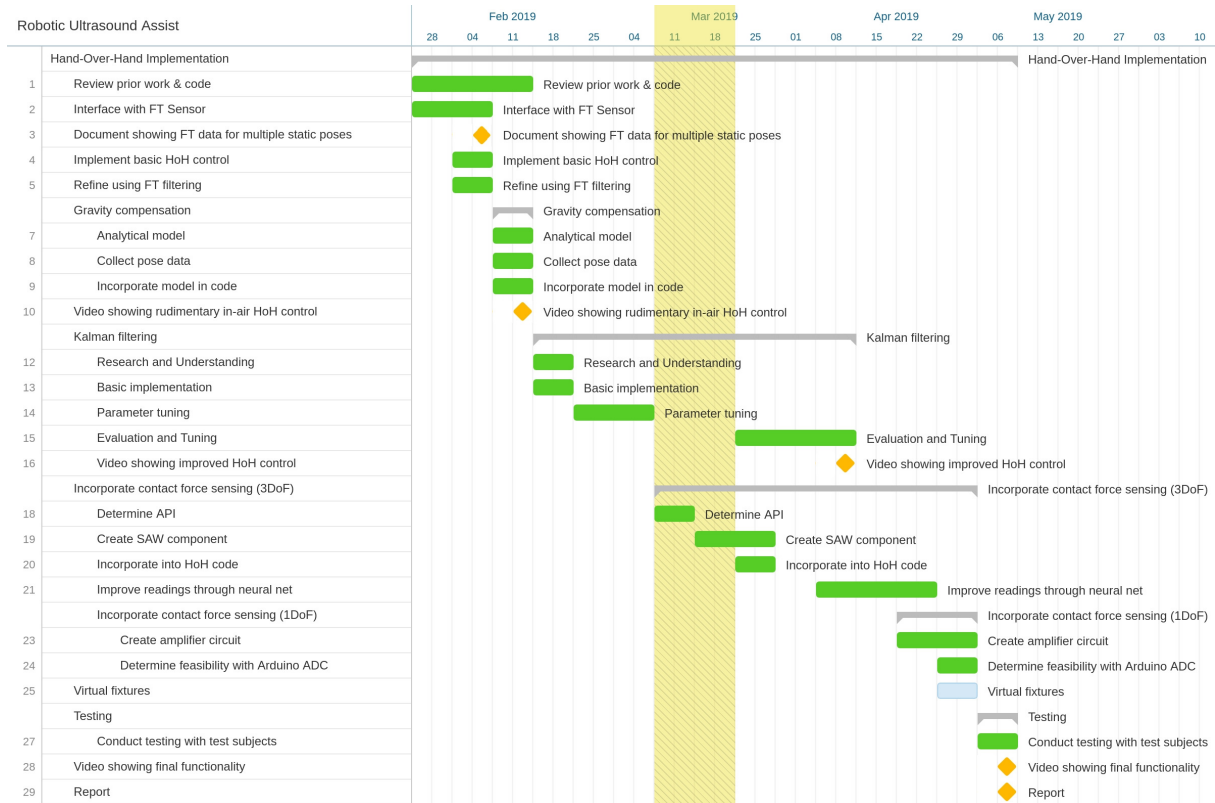 Robotic Ultrasound Assist
Feb 2019 Mar 2019 Apr 2019 May 2019
28 04 11 18 25 04 11 18 25 01 08 15 22 29 06 13 20 27 03 10
Hand-Over-Hand Implementation Hand-Over-Hand Implementation
1 Review prior work & code Review prior work & code
2 Interface with FT Sensor Interface with FT Sensor
3 Document showing FT data for multiple static poses Document showing FT data for multiple static poses
4 Implement basic HoH control Implement basic HoH control
5 Refine using FT filtering Refine using FT filtering
Gravity compensation Gravity compensation
7 Analytical model Analytical model
8 Collect pose data Collect pose data
9 Incorporate model in code Incorporate model in code
10 Video showing rudimentary in-air HoH control Video showing rudimentary in-air HoH control
Kalman filtering Kalman filtering
12 Research and Understanding Research and Understanding
13 Basic implementation Basic implementation
14 Parameter tuning Parameter tuning
15 Evaluation and Tuning Evaluation and Tuning
16 Video showing improved HoH control Video showing improved HoH control
Incorporate contact force sensing (3DoF) Incorporate contact force sensing (3DoF)
18 Determine API Determine API
19 Create SAW component Create SAW component
20 Incorporate into HoH code Incorporate into HoH code
21 Improve readings through neural net Improve readings through neural net
Incorporate contact force sensing (1DoF) Incorporate contact force sensing (1DoF)
23 Create amplifier circuit Create amplifier circuit
24 Determine feasibility with Arduino ADC Determine feasibility with Arduino ADC
25 Virtual fixtures Virtual fixtures
Testing Testing
27 Conduct testing with test subjects Conduct testing with test subjects
28 Video showing final functionality Video showing final functionality
29 Report Report